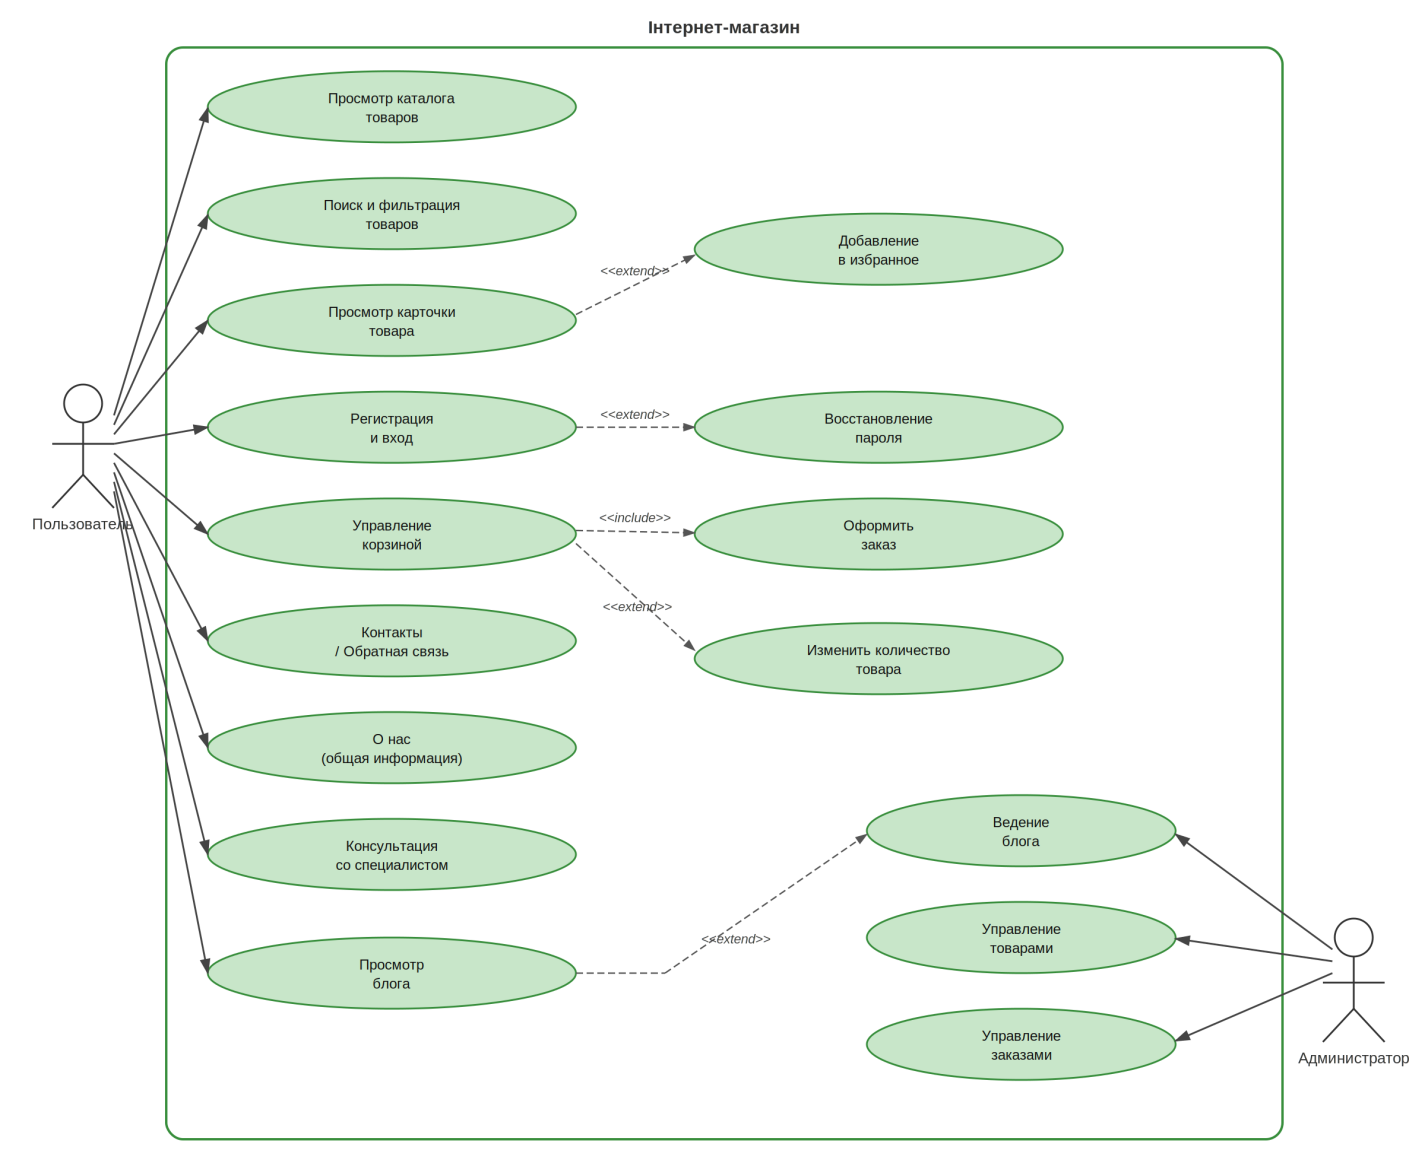 Інтернет-магазин
Просмотр каталога
товаров
Поиск и фильтрация
товаров
Добавление
в избранное
<<extend>>
Просмотр карточки
товара
Регистрация
и вход
<<extend>>
Восстановление
пароля
Пользователь
Управление
корзиной
<<include>>
Оформить
заказ
<<extend>>
Контакты
/ Обратная связь
Изменить количество
товара
О нас
(общая информация)
Консультация
со специалистом
Ведение
блога
<<extend>>
Управление
товарами
Просмотр
блога
Управление
заказами
Администратор